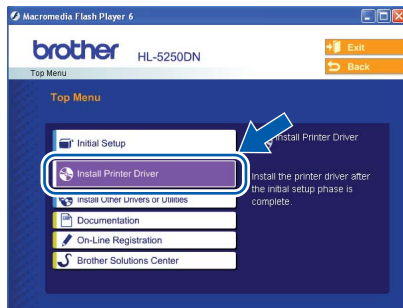 Macromedia Flash Player 6
brother
HL-5250DN
Exit
Back
Top Menu
Top Menu
Initial Setup
Install Printer Driver
Install Other Drivers or Utilities
Documentation
On-Line Registration
Brother Solutions Center
Install Printer Driver
Install the printer driver after
the initial setup phase is
complete.